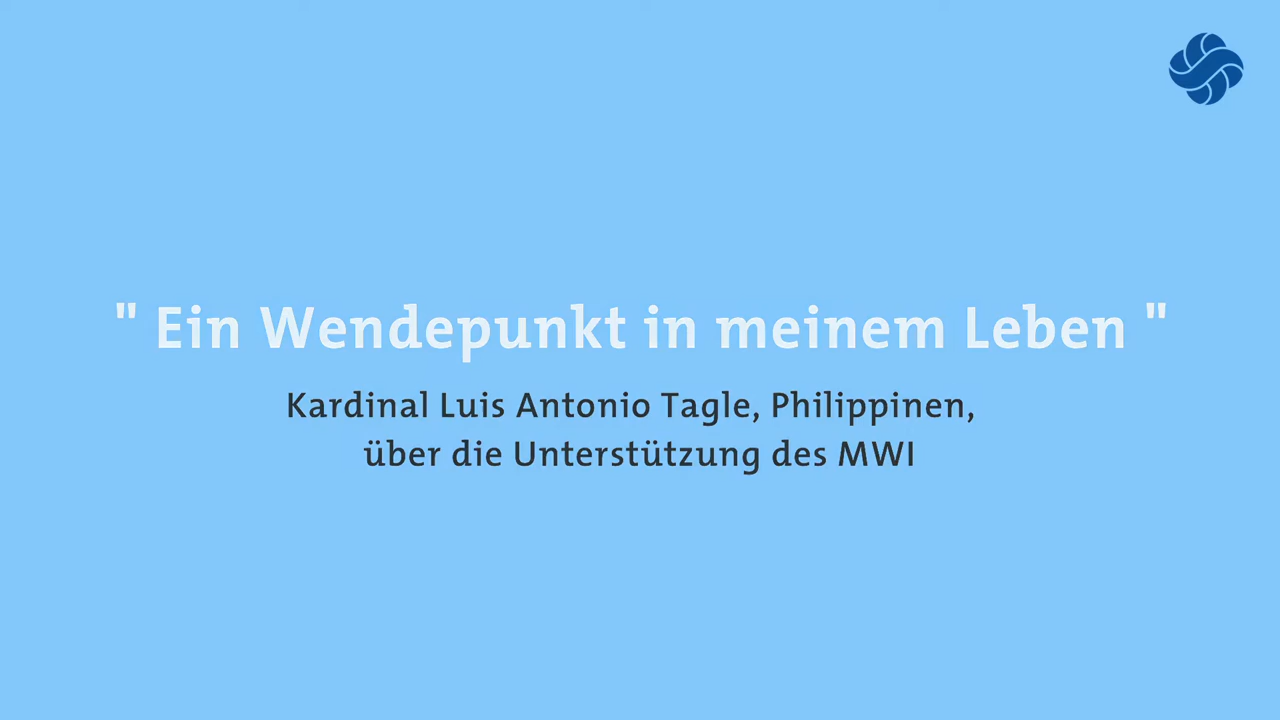 " Ein Wendepunkt in meinem Leben "
Kardinal Luis Antonio Tagle, Philippinen,
über die Unterstützung des MWI